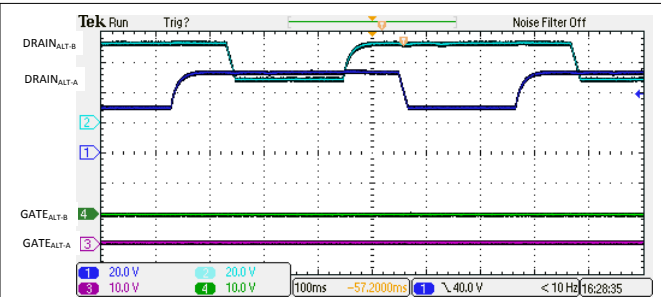 Tek Run Trig? Noise Filter Off
DRAINALT-B
DRAINALT-A
2
1
GATEALT-B 4
GATEALT-A 3
1 20.0 V 2 20.0 V
3 10.0 V 4 10.0 V
100ms -57.2000ms 1 40.0 V < 10 Hz 16:28:35